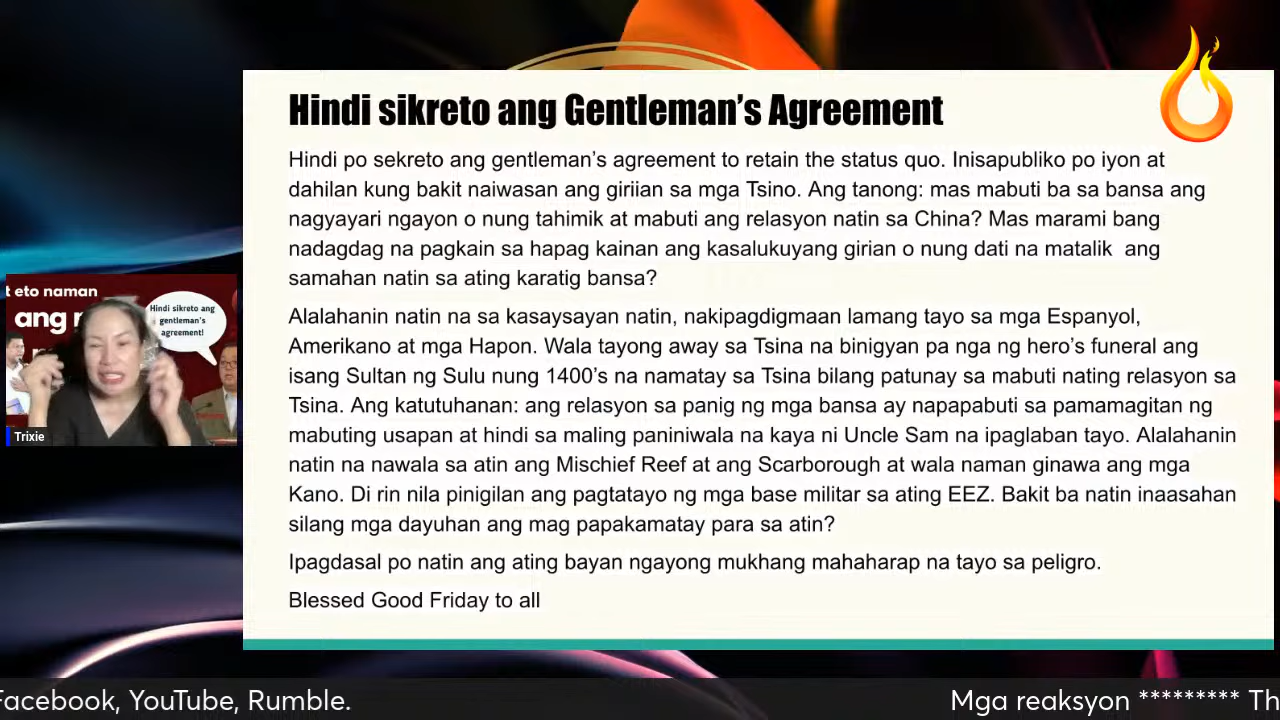 Hindi sikreto ang Gentleman's Agreement
Hindi po sekreto ang gentleman's agreement to retain the status quo. Inisapubliko po iyon at
dahilan kung bakit naiwasan ang giriian sa mga Tsino. Ang tanong: mas mabuti ba sa bansa ang
nagyayari ngayon o nung tahimik at mabuti ang relasyon natin sa China? Mas marami bang
nadagdag na pagkain sa hapag kainan ang kasalukuyang girian o nung dati na matalik ang
samahan natin sa ating karatig bansa?
Alalahanin natin na sa kasaysayan natin, nakipagdigmaan lamang tayo sa mga Espanyol,
Amerikano at mga Hapon. Wala tayong away sa Tsina na binigyan pa nga ng hero's funeral ang
isang Sultan ng Sulu nung 1400's na namatay sa Tsina bilang patunay sa mabuti nating relasyon sa
Tsina. Ang katutuhanan: ang relasyon sa panig ng mga bansa ay napapabuti sa pamamagitan ng
mabuting usapan at hindi sa maling paniniwala na kaya ni Uncle Sam na ipaglaban tayo. Alalahanin
natin na nawala sa atin ang Mischief Reef at ang Scarborough at wala naman ginawa ang mga
Kano. Di rin nila pinigilan ang pagtatayo ng mga base militar sa ating EEZ. Bakit ba natin inaasahan
silang mga dayuhan ang mag papakamatay para sa atin?
Ipagdasal po natin ang ating bayan ngayong mukhang mahaharap na tayo sa peligro.
Blessed Good Friday to all
t eto naman
ang
Hindi sikreto ang
gentleman's
agreement!
Trixie
Facebook, YouTube, Rumble.
Mga reaksyon ********* Th